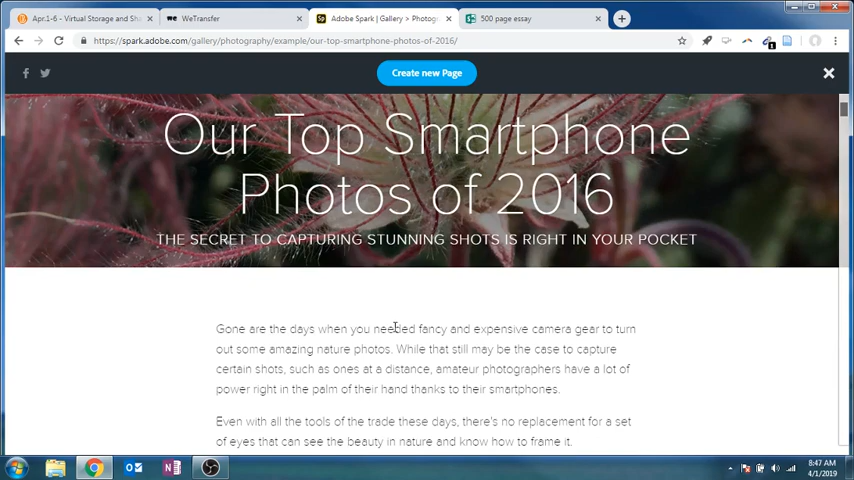 Apr.1-6 – Virtual Storage and Sha
WeTransfer
Adobe Spark | Gallery > Photogr
500 page essay
https://spark.adobe.com/gallery/photography/example/our-top-smartphone-photos-of-2016/
Create new Page
Our Top Smartphone
Photos of 2016
THE SECRET TO CAPTURING STUNNING SHOTS IS RIGHT IN YOUR POCKET
Gone are the days when you needed fancy and expensive camera gear to turn
out some amazing nature photos. While that still may be the case to capture
certain shots, such as ones at a distance, amateur photographers have a lot of
power right in the palm of their hand thanks to their smartphones.
Even with all the tools of the trade these days, there's no replacement for a set
of eyes that can see the beauty in nature and know how to frame it.
8:47 AM
4/1/2019